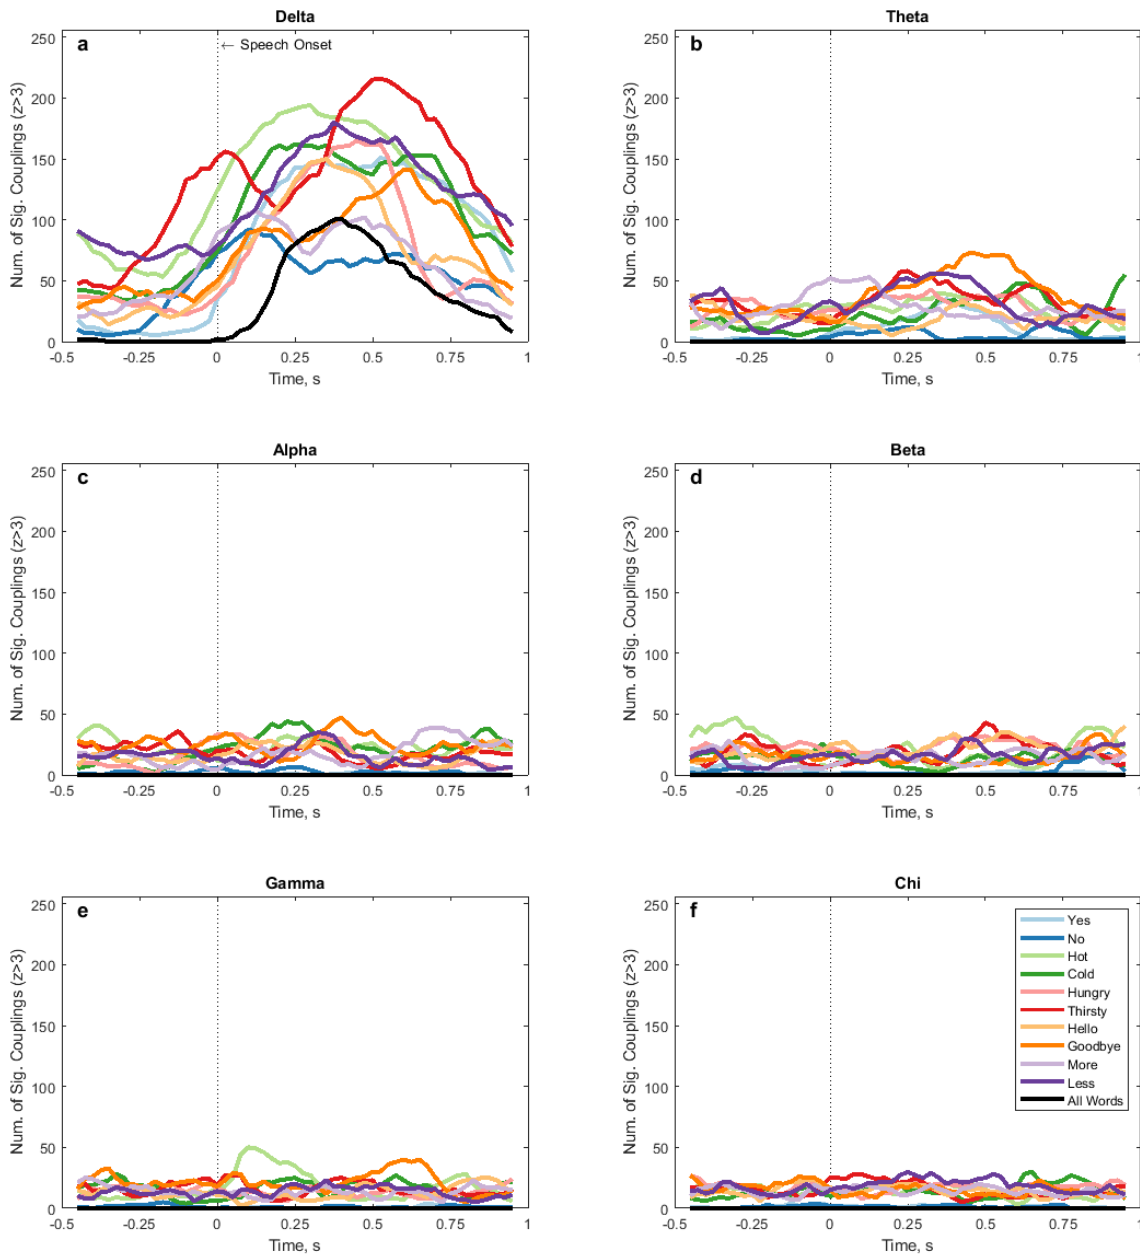 Delta
a
← Speech Onset
250
200
150
100
50
0
-0.5 -0.25 0 0.25 0.5 0.75 1
Num. of Sig. Couplings (z>3)
Time, s
Theta
b
250
200
150
100
50
0
-0.5 -0.25 0 0.25 0.5 0.75 1
Num. of Sig. Couplings (z>3)
Time, s
Alpha
c
250
200
150
100
50
0
-0.5 -0.25 0 0.25 0.5 0.75 1
Num. of Sig. Couplings (z>3)
Time, s
Beta
d
250
200
150
100
50
0
-0.5 -0.25 0 0.25 0.5 0.75 1
Num. of Sig. Couplings (z>3)
Time, s
Gamma
e
250
200
150
100
50
0
-0.5 -0.25 0 0.25 0.5 0.75 1
Num. of Sig. Couplings (z>3)
Time, s
Chi
f
250
200
150
100
50
0
-0.5 -0.25 0 0.25 0.5 0.75 1
Num. of Sig. Couplings (z>3)
Time, s
Yes
No
Hot
Cold
Hungry
Thirsty
Hello
Goodbye
More
Less
All Words